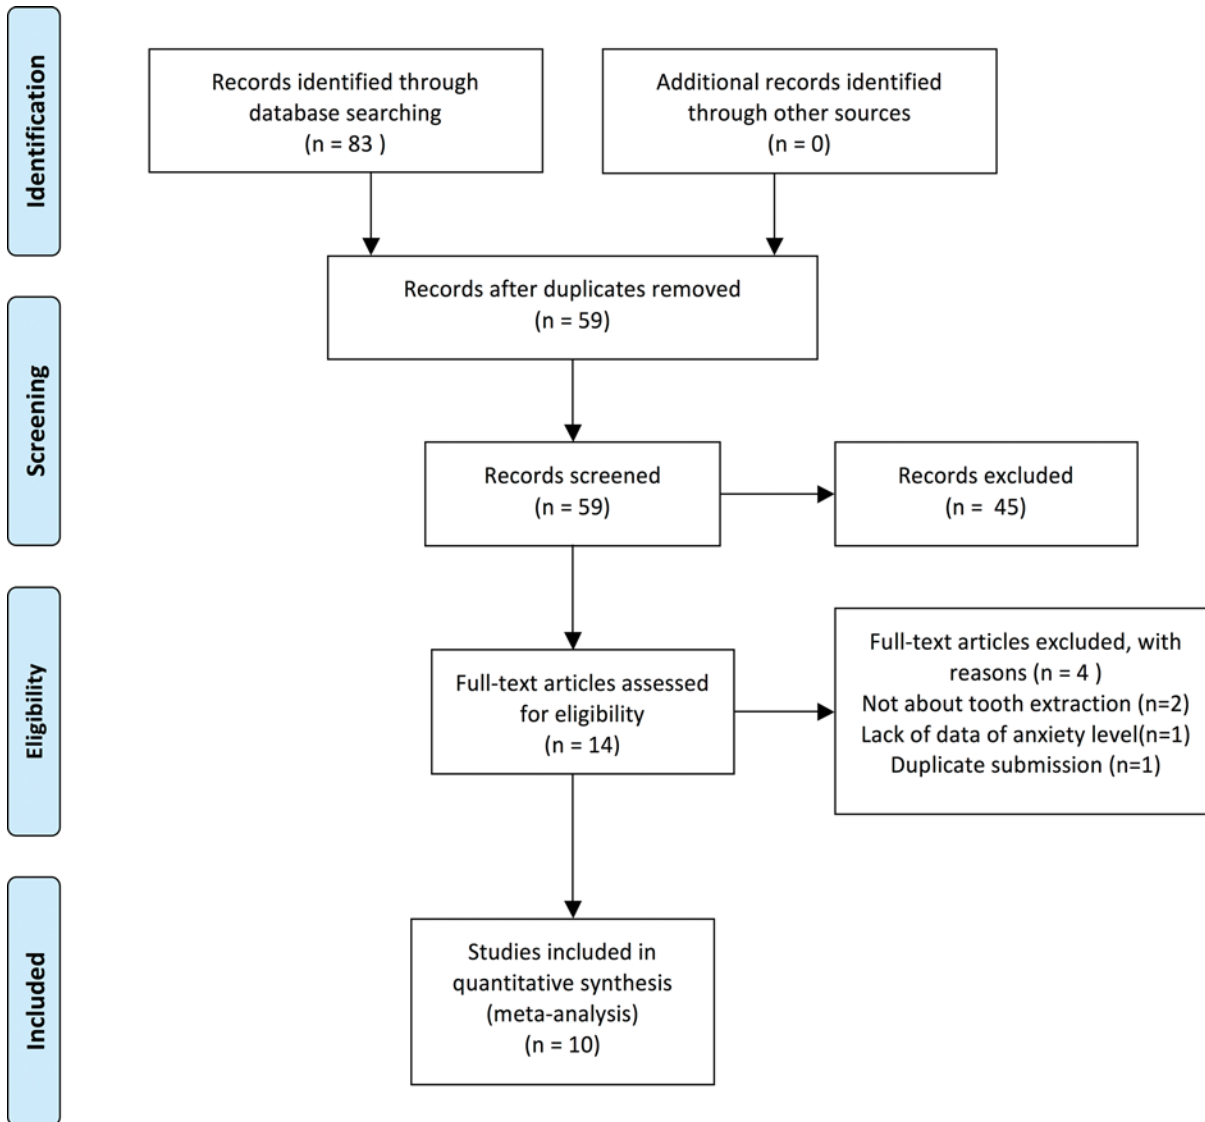 Identification
Records identified through
database searching
(n = 83 )
Additional records identified
through other sources
(n = 0)
Records after duplicates removed
(n = 59)
Screening
Records screened
(n = 59)
Records excluded
(n =  45)
Eligibility
Full-text articles assessed
for eligibility
(n = 14)
Full-text articles excluded, with
reasons (n = 4 )
Not about tooth extraction (n=2)
Lack of data of anxiety level(n=1)
Duplicate submission (n=1)
Included
Studies included in
quantitative synthesis
(meta-analysis)
(n = 10)